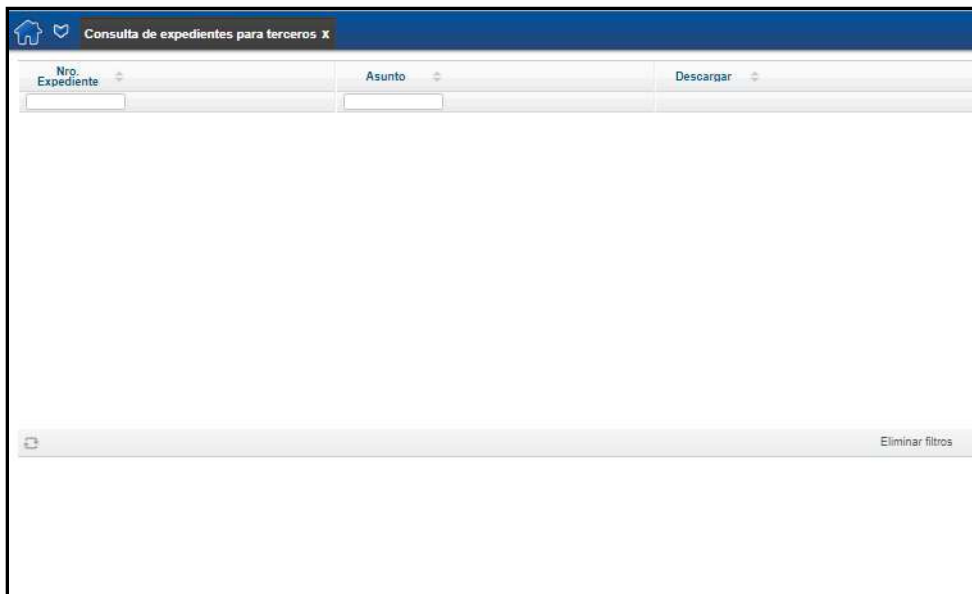 Consulta de expedientes para terceros x
Nro.
Expediente
Asunto
Descargar
Eliminar filtros